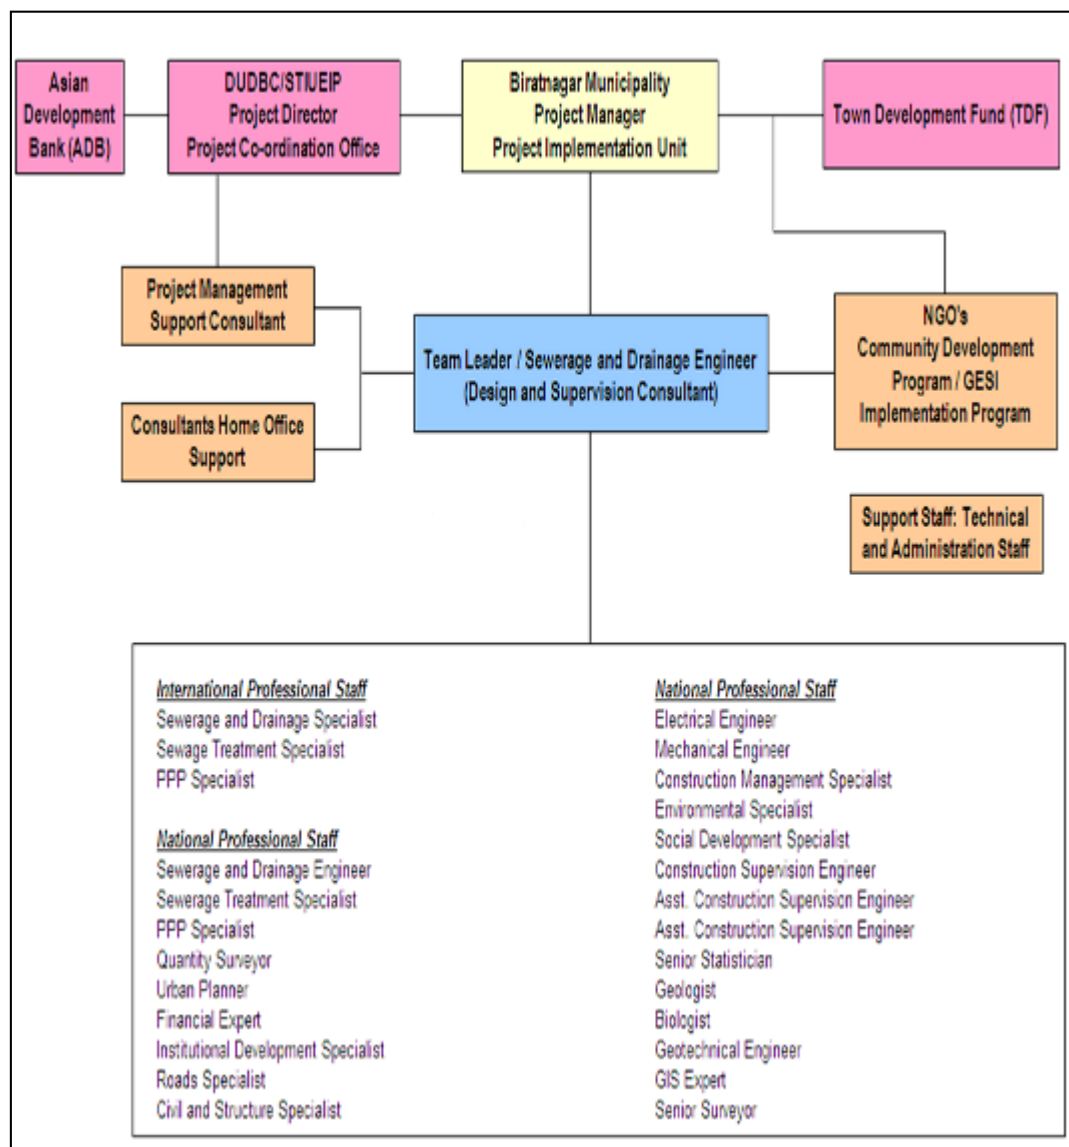 Asian
Development
Bank (ADB)
DUDBC/STIUEIP
Project Director
Project Co-ordination Office
Biratnagar Municipality
Project Manager
Project Implementation Unit
Town Development Fund (TDF)
Project Management
Support Consultant
Team Leader / Sewerage and Drainage Engineer
(Design and Supervision Consultant)
NGO's
Community Development
Program / GESI
Implementation Program
Consultants Home Office
Support
Support Staff: Technical
and Administration Staff
International Professional Staff
Sewerage and Drainage Specialist
Sewage Treatment Specialist
PPP Specialist
National Professional Staff
Sewerage and Drainage Engineer
Sewerage Treatment Specialist
PPP Specialist
Quantity Surveyor
Urban Planner
Financial Expert
Institutional Development Specialist
Roads Specialist
Civil and Structure Specialist
National Professional Staff
Electrical Engineer
Mechanical Engineer
Construction Management Specialist
Environmental Specialist
Social Development Specialist
Construction Supervision Engineer
Asst. Construction Supervision Engineer
Asst. Construction Supervision Engineer
Senior Statistician
Geologist
Biologist
Geotechnical Engineer
GIS Expert
Senior Surveyor